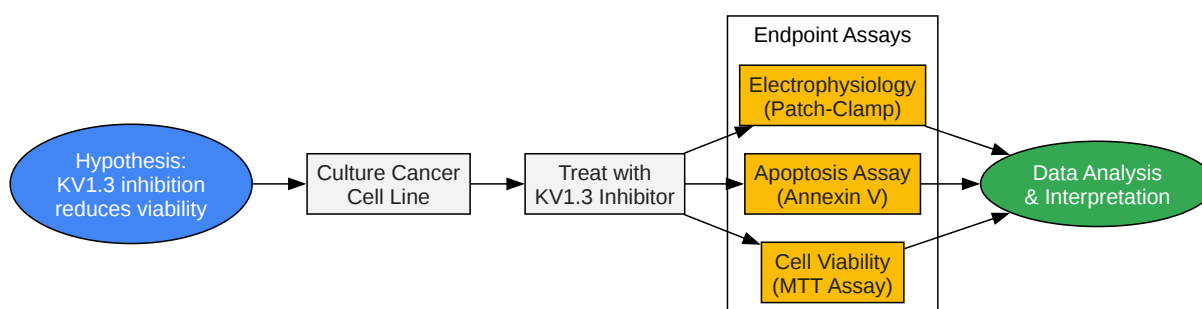 Hypothesis:
KV1.3 inhibition
reduces viability
Culture Cancer
Cell Line
Treat with
KV1.3 Inhibitor
Endpoint Assays
Electrophysiology
(Patch-Clamp)
Apoptosis Assay
(Annexin V)
Cell Viability
(MTT Assay)
Data Analysis
& Interpretation